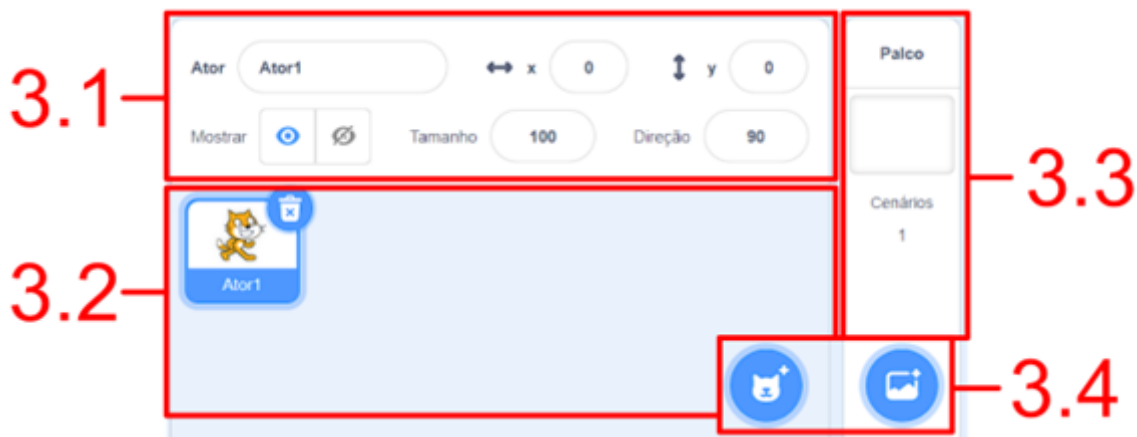 3.1
Ator Ator1 x 0 y 0
Mostrar Tamanho 100 Direção 90
3.2
Ator1
Palco
Cenários
1
3.3
3.4